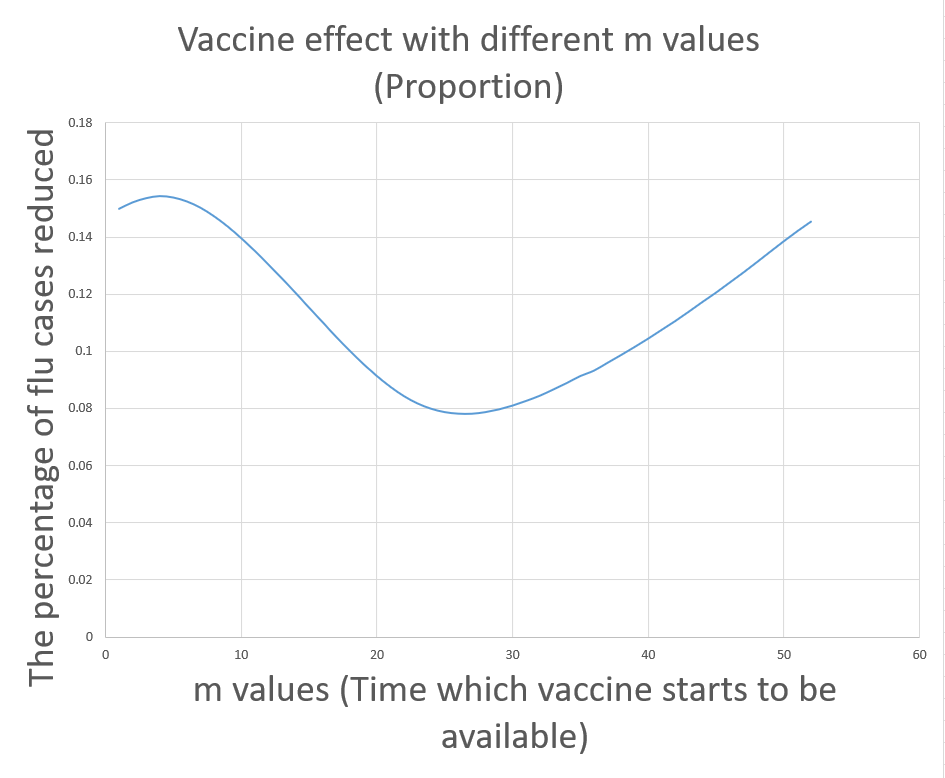 Vaccine effect with different m values
(Proportion)
The percentage of flu cases reduced
0.18
0.16
0.14
0.12
0.1
0.08
0.06
0.04
0.02
0
0 10 20 30 40 50 60
m values (Time which vaccine starts to be
available)